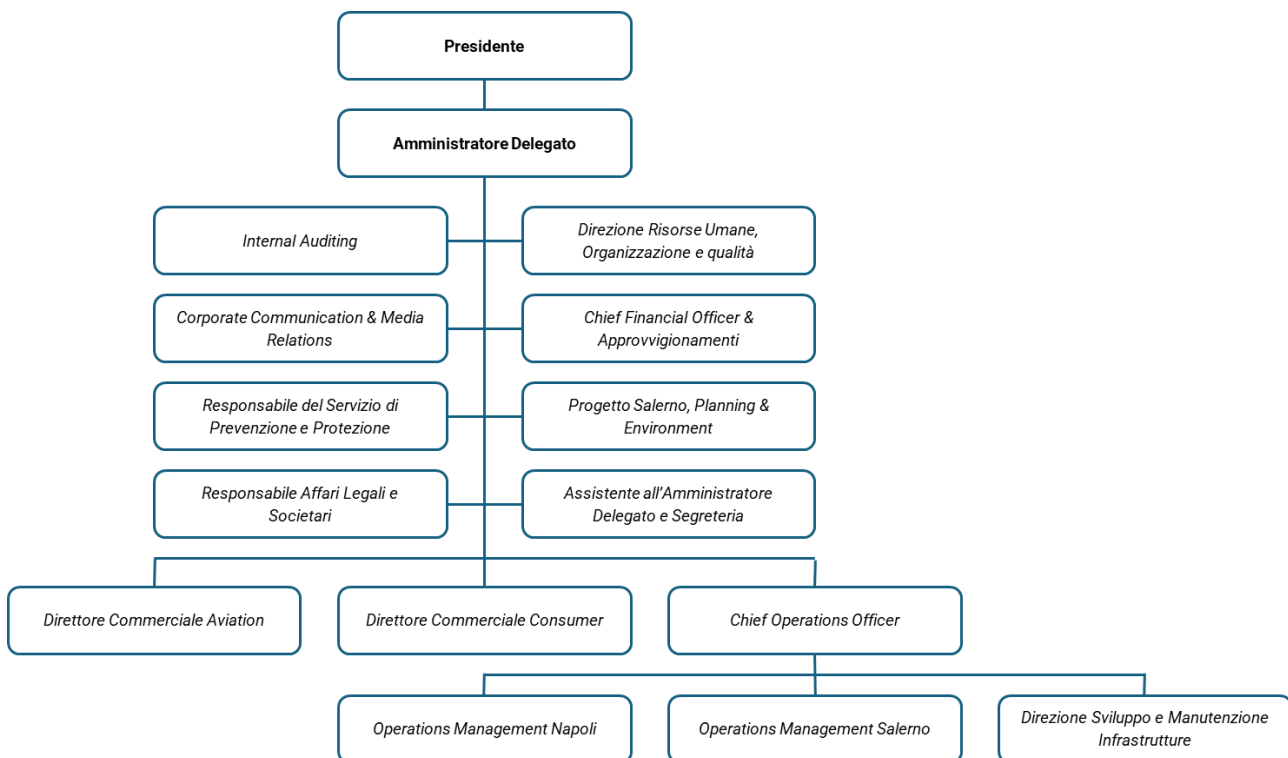 Presidente
Amministratore Delegato
Internal Auditing
Direzione Risorse Umane,
Organizzazione e qualità
Corporate Communication & Media
Relations
Chief Financial Officer &
Approvvigionamenti
Responsabile del Servizio di
Prevenzione e Protezione
Progetto Salerno, Planning &
Environment
Responsabile Affari Legali e
Societari
Assistente all'Amministratore
Delegato e Segreteria
Direttore Commerciale Aviation
Direttore Commerciale Consumer
Chief Operations Officer
Operations Management Napoli
Operations Management Salerno
Direzione Sviluppo e Manutenzione
Infrastrutture